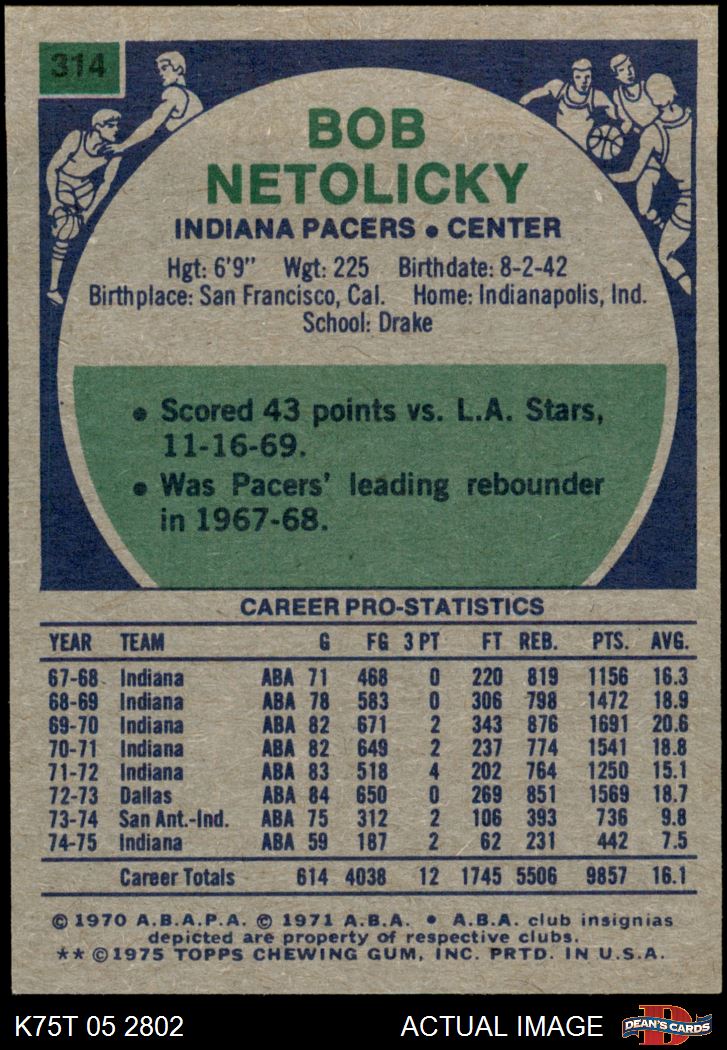 314
BOB
NETOLICKY
INDIANA PACERS • CENTER
Hgt: 6'9" Wgt: 225 Birthdate: 8-2-42
Birthplace: San Francisco, Cal. Home: Indianapolis, Ind.
School: Drake
• Scored 43 points vs. L.A. Stars,
11-16-69.
• Was Pacers' leading rebounder
in 1967-68.
CAREER PRO-STATISTICS
YEAR TEAM G FG 3 PT FT REB. PTS. AVG.
67-68 Indiana ABA 71 468 0 220 819 1156 16.3
68-69 Indiana ABA 78 583 0 306 798 1472 18.9
69-70 Indiana ABA 82 671 2 343 876 1691 20.6
70-71 Indiana ABA 82 649 2 237 774 1541 18.8
71-72 Indiana ABA 83 518 4 202 764 1250 15.1
72-73 Dallas ABA 84 650 0 269 851 1569 18.7
73-74 San Ant.-Ind. ABA 75 312 2 106 393 736 9.8
74-75 Indiana ABA 59 187 2 62 231 442 7.5
Career Totals 614 4038 12 1745 5506 9857 16.1
© 1970 A.B.A.P.A. © 1971 A.B.A. • A.B.A. club insignias
depicted are property of respective clubs.
** © 1975 TOPPS CHEWING GUM, INC. PRTD. IN U.S.A.
K75T 05 2802 ACTUAL IMAGE D DEAN'S CARDS